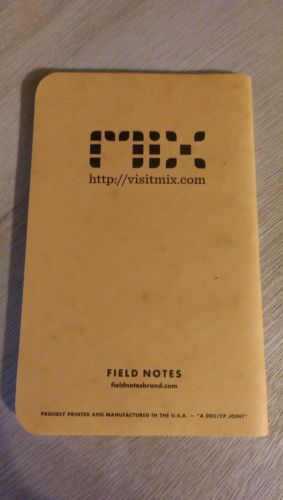 MIX
http://visitmix.com
FIELD NOTES
fieldnotesbrand.com
PROUDLY PRINTED AND MANUFACTURED IN THE U.S.A. — "A DDC/CP JOINT"